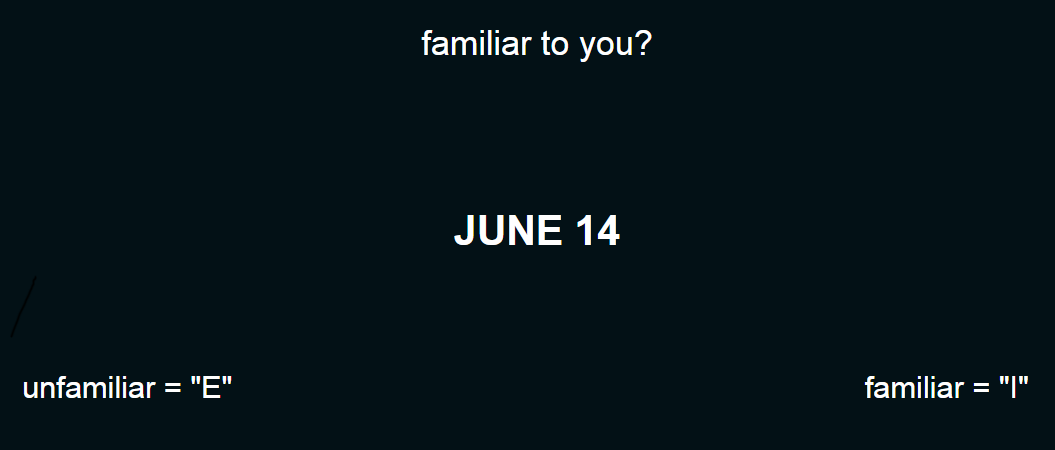 familiar to you?
JUNE 14
unfamiliar = "E"
familiar = "I"